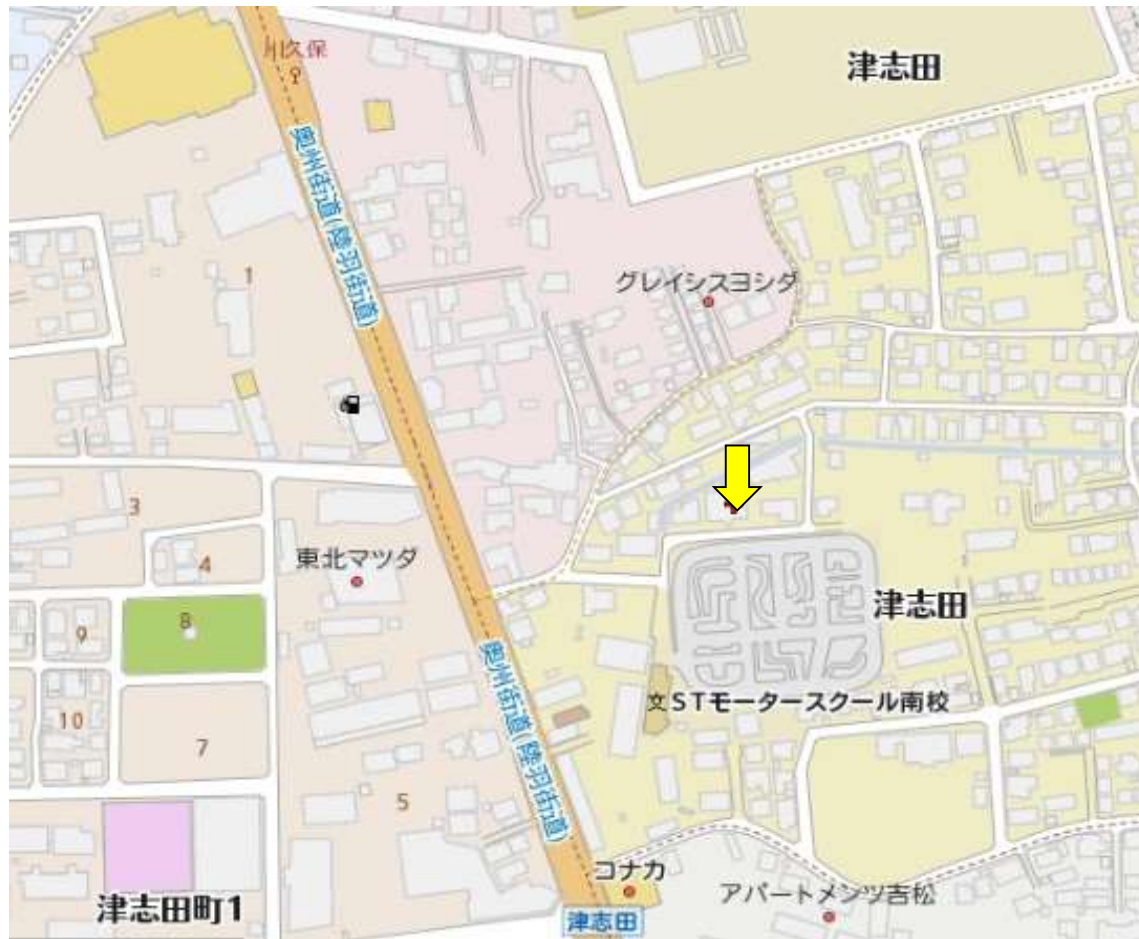 川久保
津志田
奥州街道(陸羽街道)
グレイシスヨシダ
1
3
東北マツダ
4
津志田
8
9
奥州街道(陸羽街道)
文STモータースクール南校
10
7
5
コナカ
アパートメンツ吉松
津志田町1
津志田